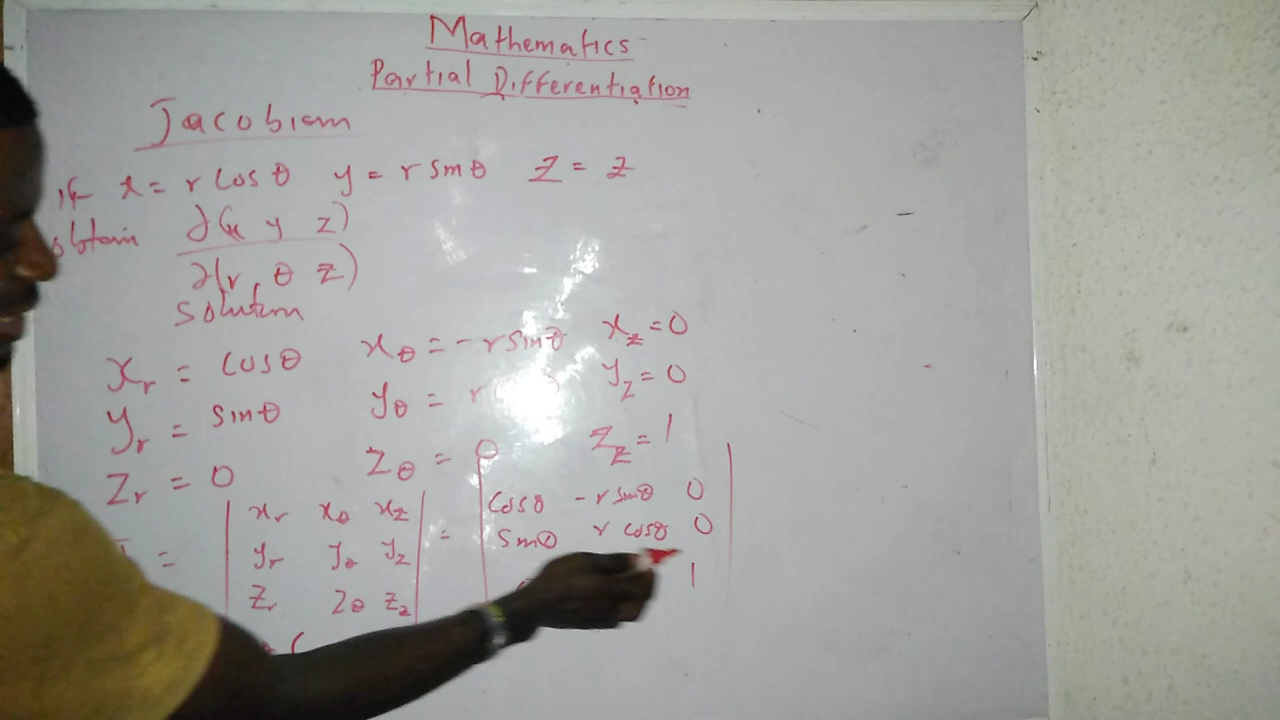 Mathematics
Partial Differentiation
Jacobian
If x = r Cos θ y = r Sinθ Z = Z
obtain ∂(x y z)
∂(r, θ z)
Solution
x_r = cosθ x_θ = -rsinθ x_z = 0
y_r = sinθ y_θ = r y_z = 0
Z_r = 0 Z_θ = 0 Z_z = 1
= | x_r x_θ x_z | = | Cosθ - r sinθ 0 |
y_r y_θ y_z Sinθ r cosθ 0
Z_r Z_θ Z_z 1